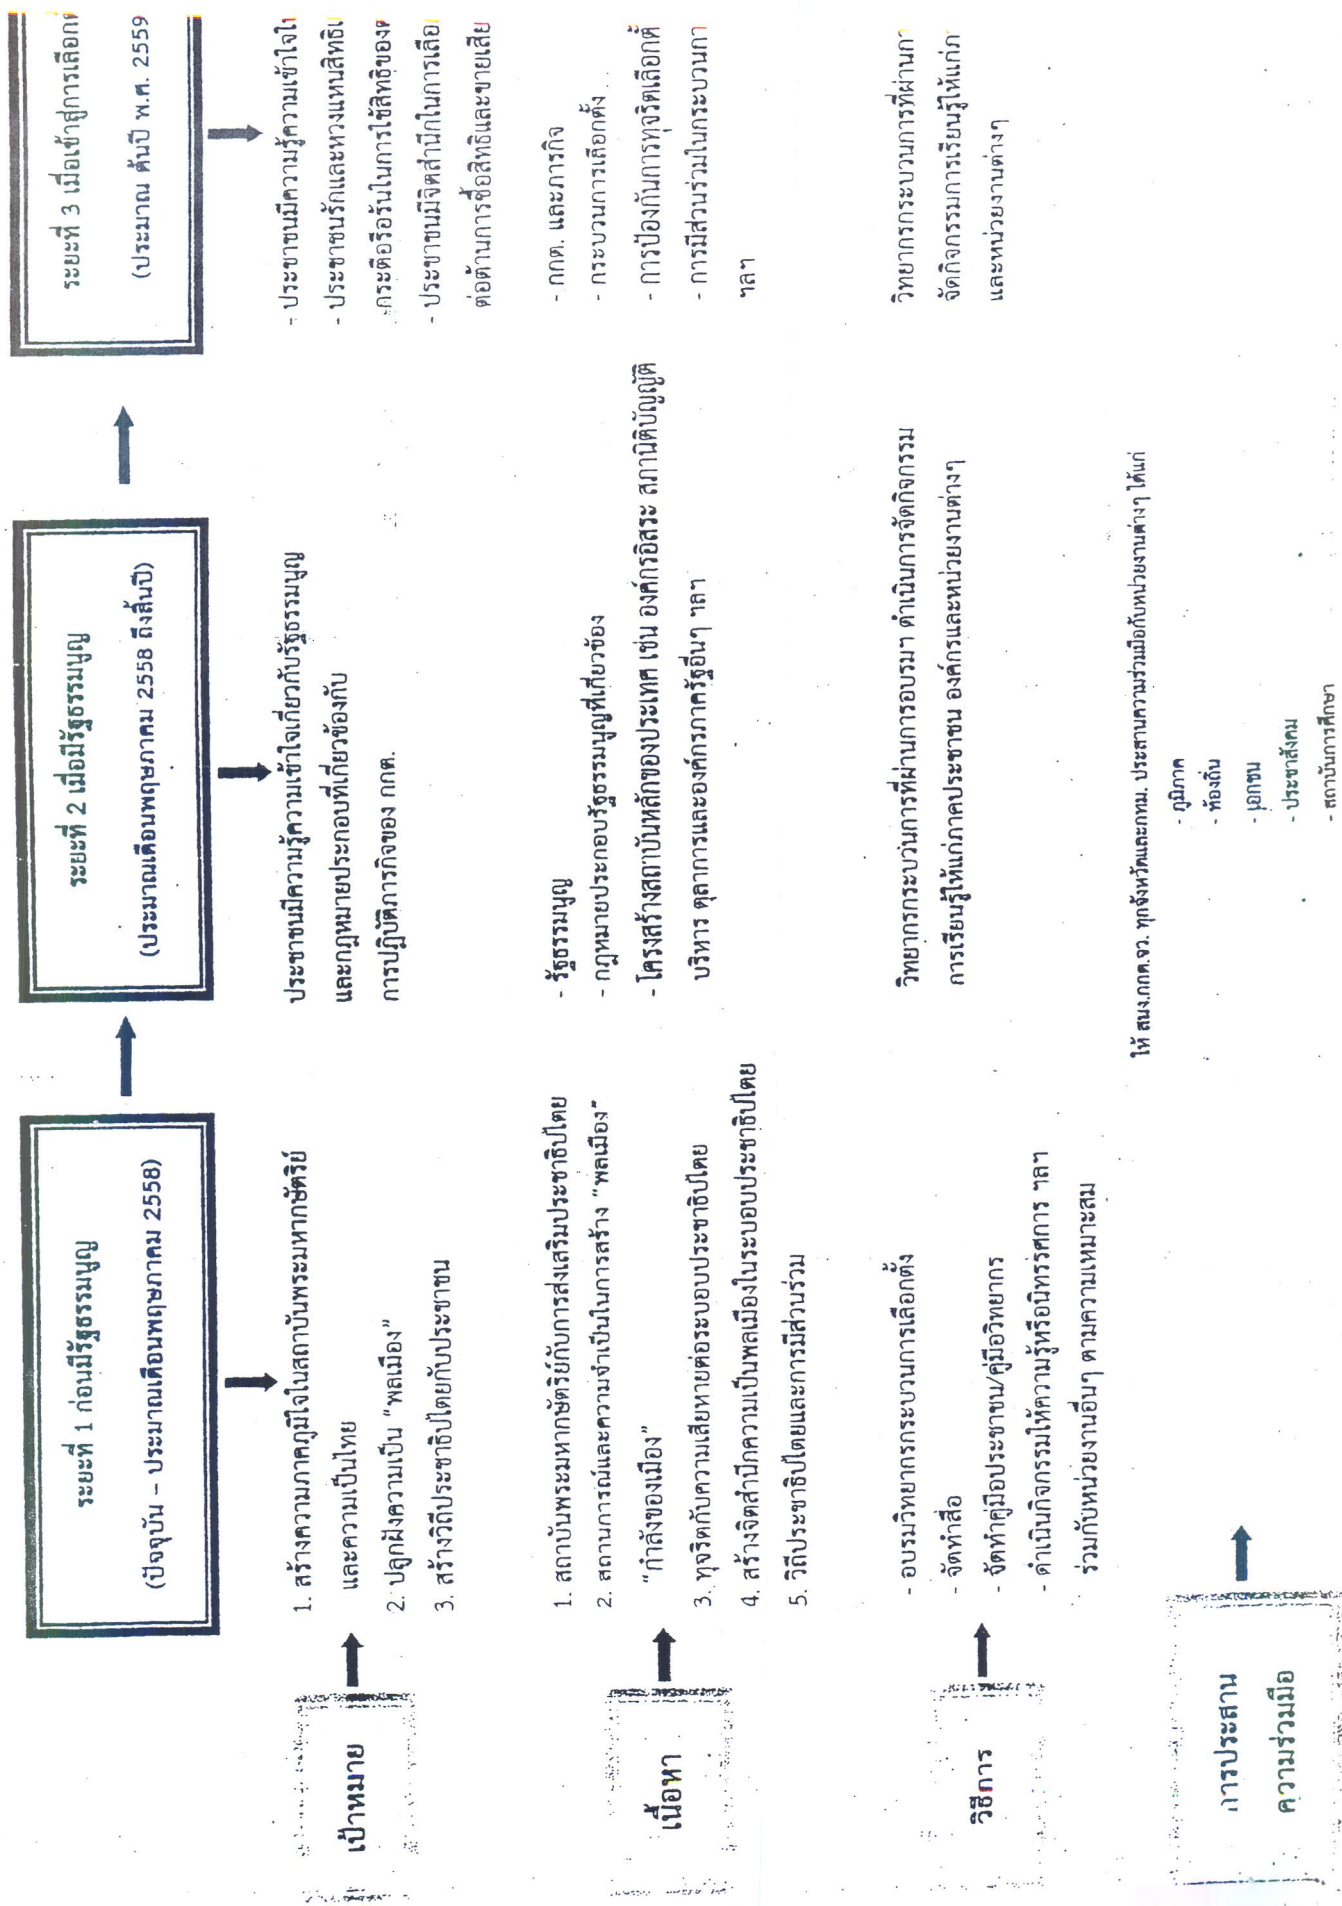 ระยะที่ 1 ก่อนมีรัฐธรรมนูญ
(ปัจจุบัน – ประมาณเดือนพฤษภาคม 2558)
ระยะที่ 2 เมื่อมีรัฐธรรมนูญ
(ประมาณเดือนพฤษภาคม 2558 ถึงสิ้นปี)
ระยะที่ 3 เมื่อเข้าสู่การเลือก
(ประมาณ ต้นปี พ.ศ. 2559
เป้าหมาย
1. สร้างความภาคภูมิใจในสถาบันพระมหากษัตริย์
และความเป็นไทย
2. ปลูกฝังความเป็น “พลเมือง”
3. สร้างวิถีประชาธิปไตยกับประชาชน
ประชาชนมีความรู้ความเข้าใจเกี่ยวกับรัฐธรรมนูญ
และกฎหมายประกอบที่เกี่ยวข้องกับ
การปฏิบัติภารกิจของ กกต.
- ประชาชนมีความรู้ความเข้าใจใ
- ประชาชนรักและหวงแหนสิทธิ
กระตือรือร้นในการใช้สิทธิของ
- ประชาชนมีจิตสำนึกในการเลือ
ต่อต้านการซื้อสิทธิและขายเสีย
เนื้อหา
1. สถาบันพระมหากษัตริย์กับการส่งเสริมประชาธิปไตย
2. สถานการณ์และความจำเป็นในการสร้าง “พลเมือง”
“กำลังของเมือง”
3. ทุจริตกับความเสียหายต่อระบอบประชาธิปไตย
4. สร้างจิตสำนึกความเป็นพลเมืองในระบอบประชาธิปไตย
5. วิถีประชาธิปไตยและการมีส่วนร่วม
- รัฐธรรมนูญ
- กฎหมายประกอบรัฐธรรมนูญที่เกี่ยวข้อง
- โครงสร้างสถาบันหลักของประเทศ เช่น องค์กรอิสระ สภานิติบัญญัติ
บริหาร ตุลาการและองค์กรภาครัฐอื่นๆ ฯลฯ
- กกต. และภารกิจ
- กระบวนการเลือกตั้ง
- การป้องกันการทุจริตเลือกตั้
- การมีส่วนร่วมในกระบวนกา
ฯลฯ
วิธีการ
- อบรมวิทยากรกระบวนการเลือกตั้ง
- จัดทำสื่อ
- จัดทำคู่มือประชาชน/คู่มือวิทยากร
- ดำเนินกิจกรรมให้ความรู้หรือนิทรรศการ ฯลฯ
ร่วมกับหน่วยงานอื่นๆ ตามความเหมาะสม
วิทยากรกระบวนการที่ผ่านการอบรมฯ ดำเนินการจัดกิจกรรม
การเรียนรู้ให้แก่ภาคประชาชน องค์กรและหน่วยงานต่างๆ
วิทยากรกระบวนการที่ผ่านกา
จัดกิจกรรมการเรียนรู้ให้แก่ภ
และหน่วยงานต่างๆ
การประสาน
ความร่วมมือ
ให้ สนง.กกต.จว. ทุกจังหวัดและกทม. ประสานความร่วมมือกับหน่วยงานต่างๆ ได้แก่
- ภูมิภาค
- ท้องถิ่น
- เอกชน
- ประชาสังคม
- สถาบันการศึกษา